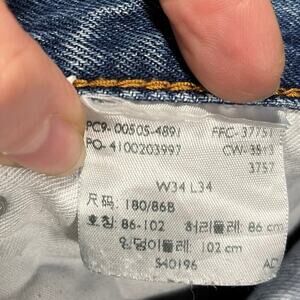 PC9-00505-4891 FFC-37751
PO-4100203997 CW-3513
3757
W34 L34
尺码: 180/86B
호칭: 86-102 허리둘레: 86 cm
엉덩이둘레: 102 cm
S40196 AD